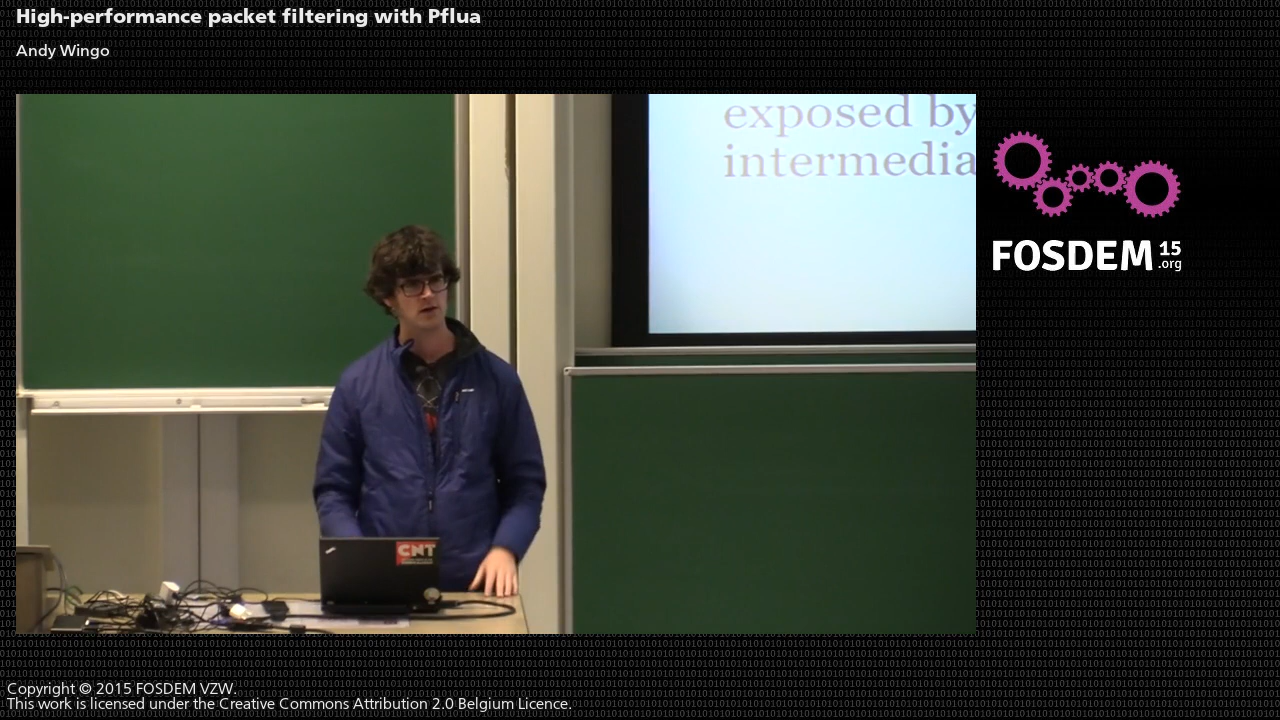 High-performance packet filtering with Pflua
Andy Wingo
exposed by
intermedia
FOSDEM 15
.org
CNT
Copyright © 2015 FOSDEM VZW.
This work is licensed under the Creative Commons Attribution 2.0 Belgium Licence.